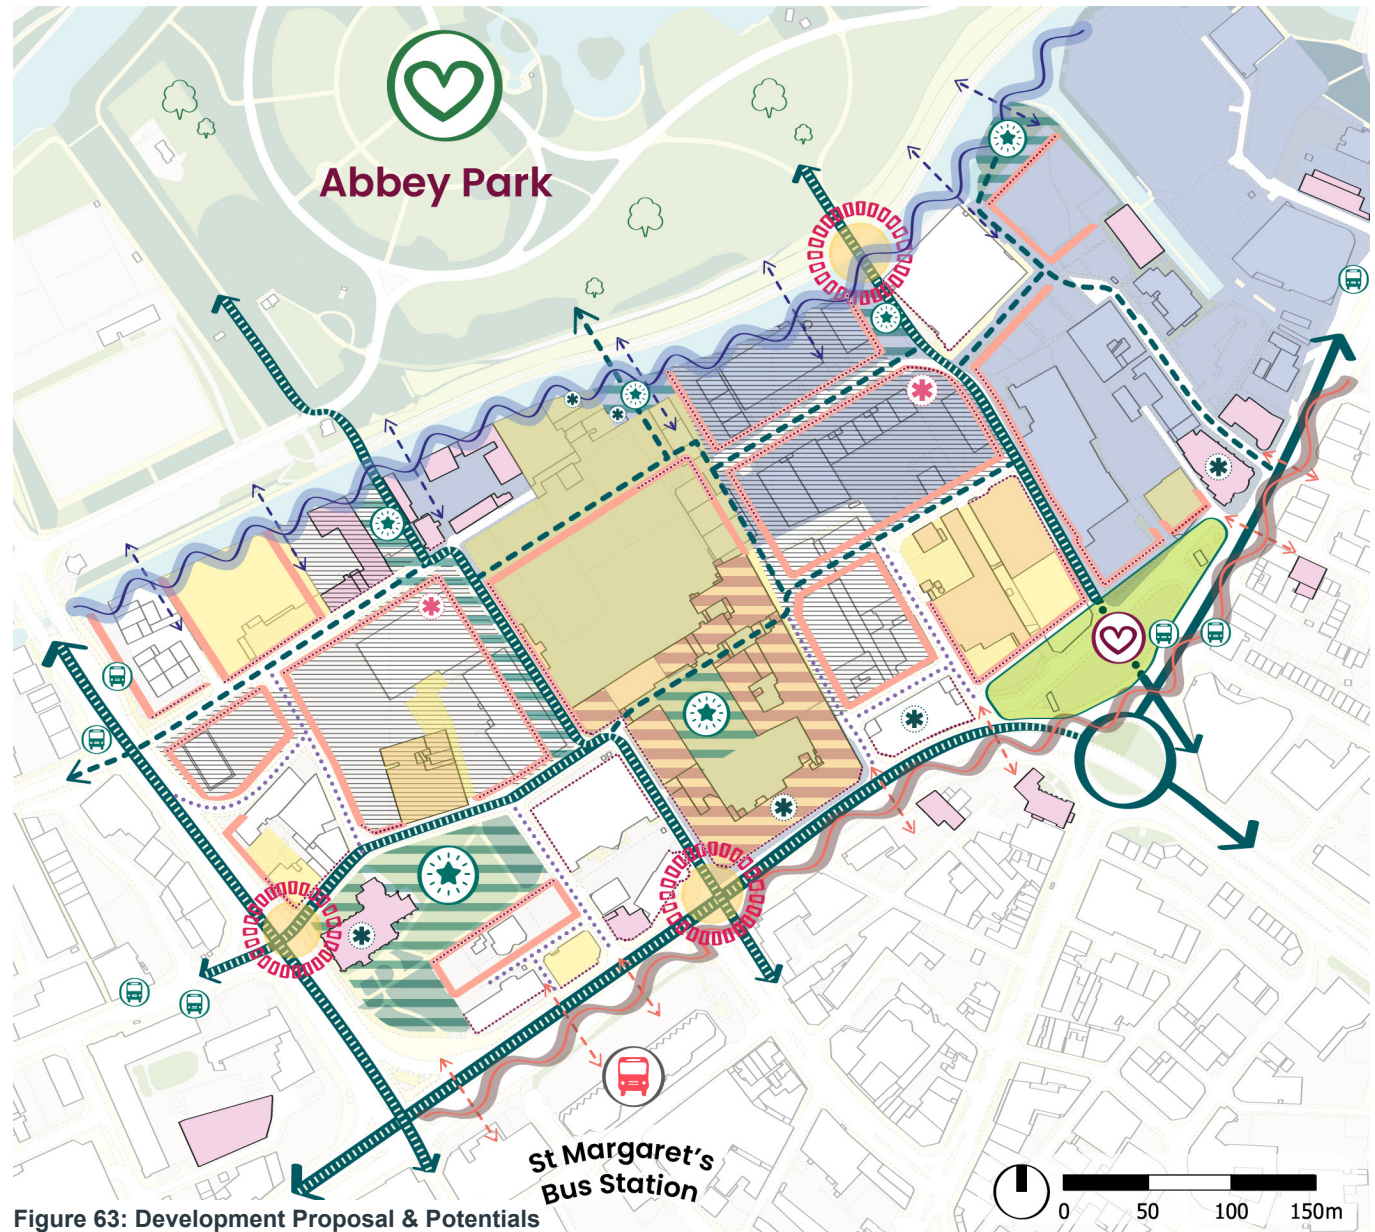 Abbey Park
St Margaret's
Bus Station
0 50 100 150m
Figure 63: Development Proposal & Potentials